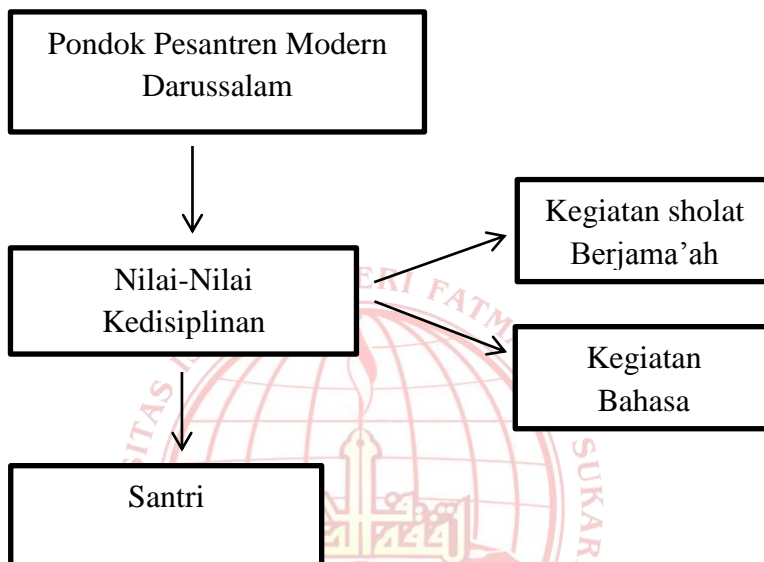 Pondok Pesantren Modern
Darussalam
Kegiatan sholat
Berjama’ah
Nilai-Nilai
Kedisiplinan
Kegiatan
Bahasa
Santri